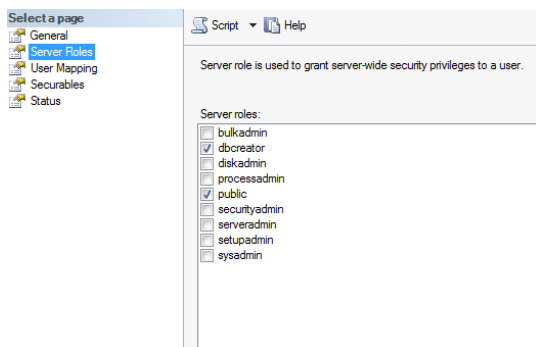 Select a page
General
Server Roles
User Mapping
Securables
Status
Script Help
Server role is used to grant server-wide security privileges to a user.
Server roles:
bulkadmin
dbcreator
diskadmin
processadmin
public
securityadmin
serveradmin
setupadmin
sysadmin